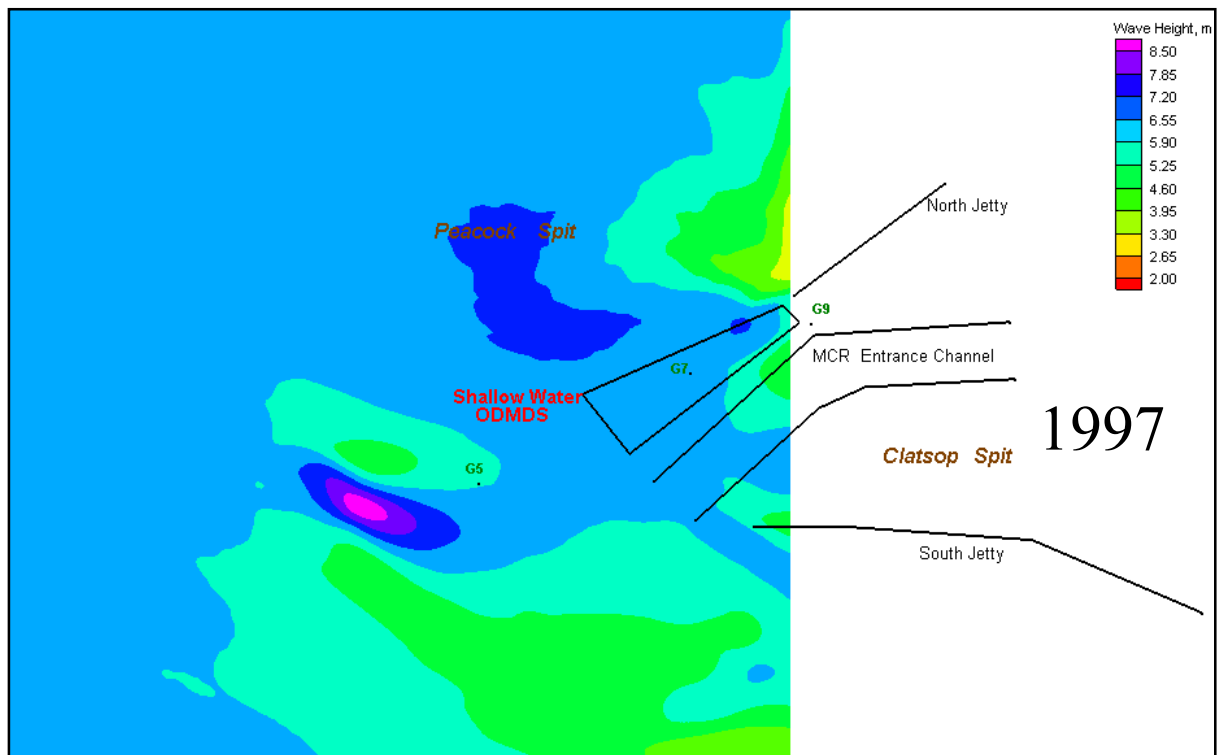 Wave Height, m
8.50
7.85
7.20
6.55
5.90
5.25
4.60
3.95
3.30
2.65
2.00
North Jetty
Peacock Spit
G9
MCR Entrance Channel
G7
Shallow Water
ODMDS
1997
Clatsop Spit
G5
South Jetty